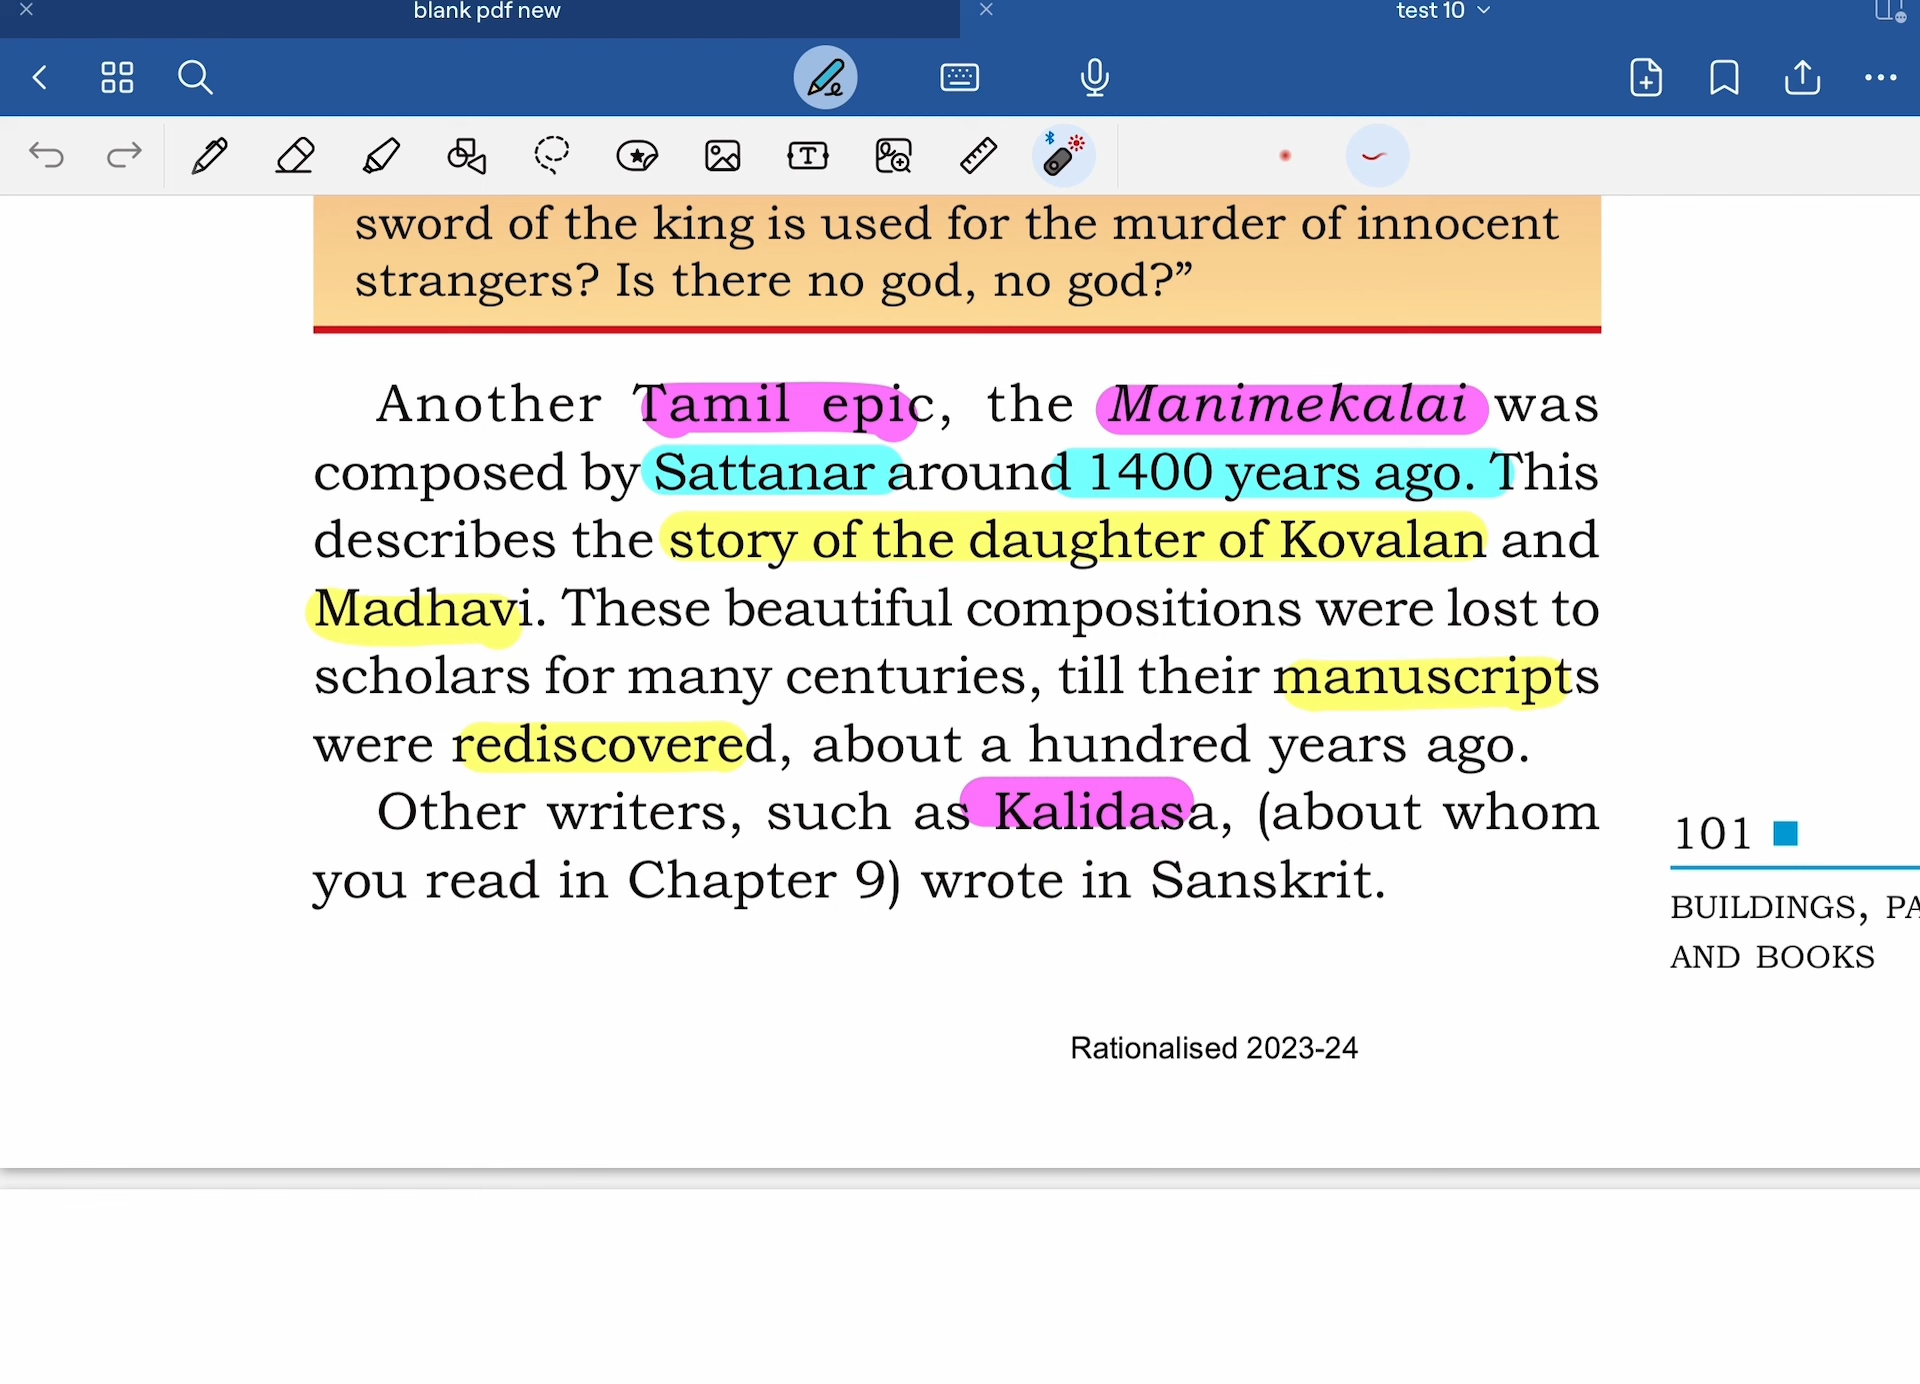 blank pdf new
test 10
sword of the king is used for the murder of innocent
strangers? Is there no god, no god?”
Another Tamil epic, the Manimekalai was
composed by Sattanar around 1400 years ago. This
describes the story of the daughter of Kovalan and
Madhavi. These beautiful compositions were lost to
scholars for many centuries, till their manuscripts
were rediscovered, about a hundred years ago.
Other writers, such as Kalidasa, (about whom
you read in Chapter 9) wrote in Sanskrit.
101
BUILDINGS, PA
AND BOOKS
Rationalised 2023-24